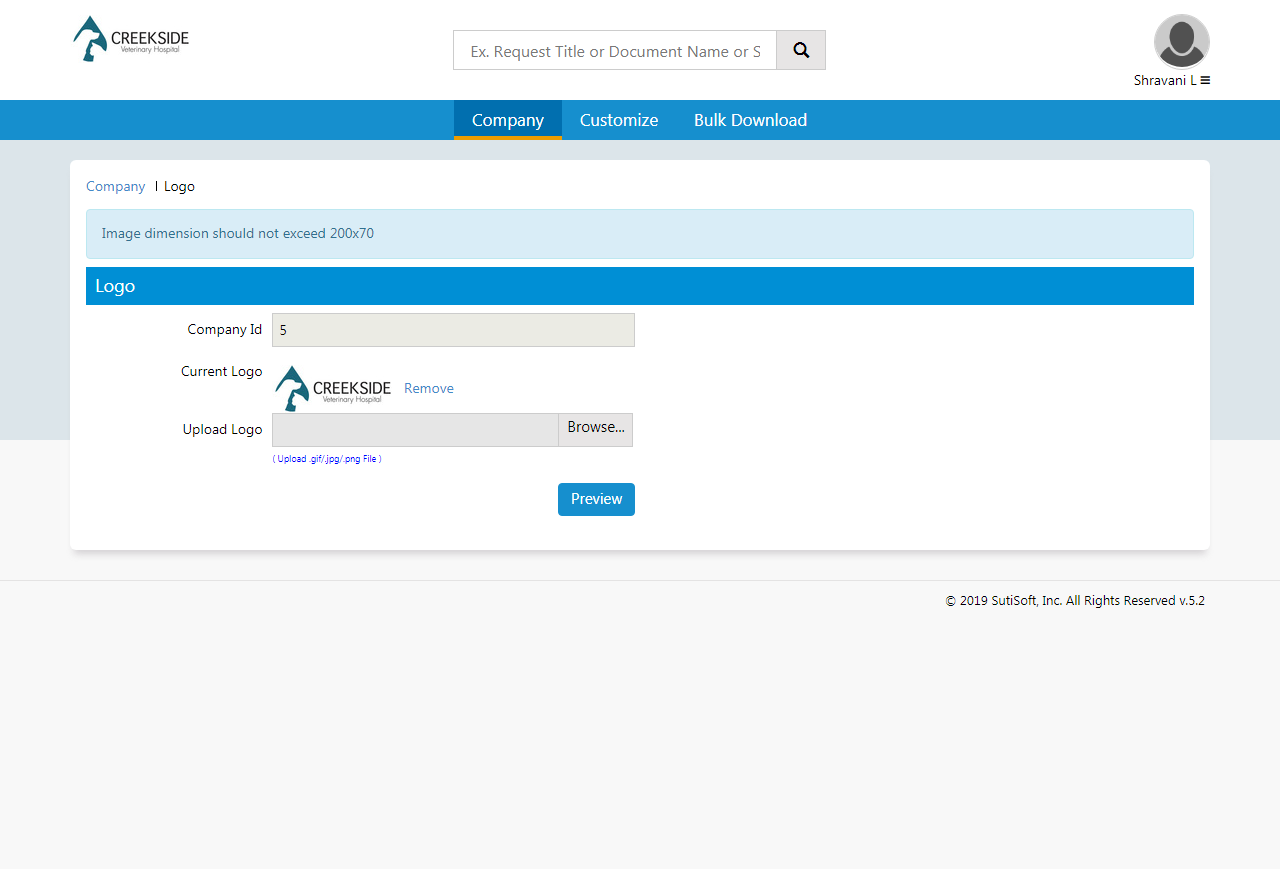 CREEKSIDE
Veterinary Hospital
Ex. Request Title or Document Name or S
Shravani L
Company Customize Bulk Download
Company | Logo
Image dimension should not exceed 200x70
Logo
Company Id 5
Current Logo CREEKSIDE Remove
Veterinary Hospital
Upload Logo Browse...
( Upload .gif/.jpg/.png File )
Preview
© 2019 SutiSoft, Inc. All Rights Reserved v.5.2